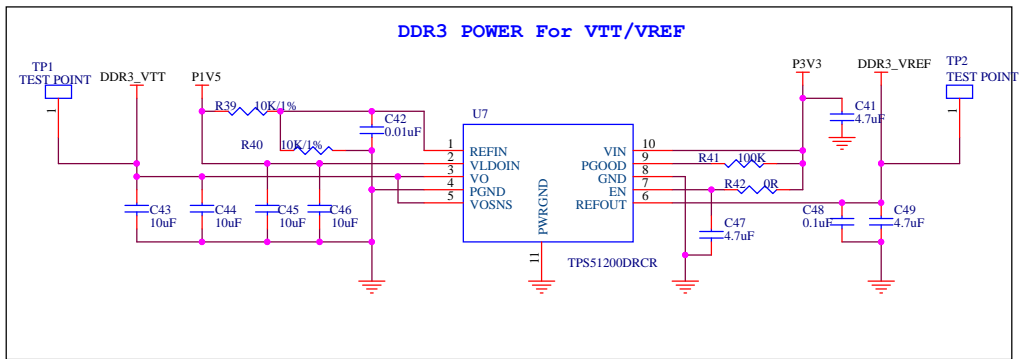 DDR3 POWER For VTT/VREF
TP1
TEST POINT
DDR3_VTT
P1V5
P3V3
DDR3_VREF
TP2
TEST POINT
1
1
R39 10K/1%
C42
0.01uF
U7
C41
4.7uF
R40 10K/1%
1 REFIN
2 VLDOIN
3 VO
4 PGND
5 VOSNS
VIN 10
PGOOD 9
GND 8
EN 7
REFOUT 6
PWRGND
11
TPS51200DRCR
R41 100K
R42 0R
C43
10uF
C44
10uF
C45
10uF
C46
10uF
C47
4.7uF
C48
0.1uF
C49
4.7uF